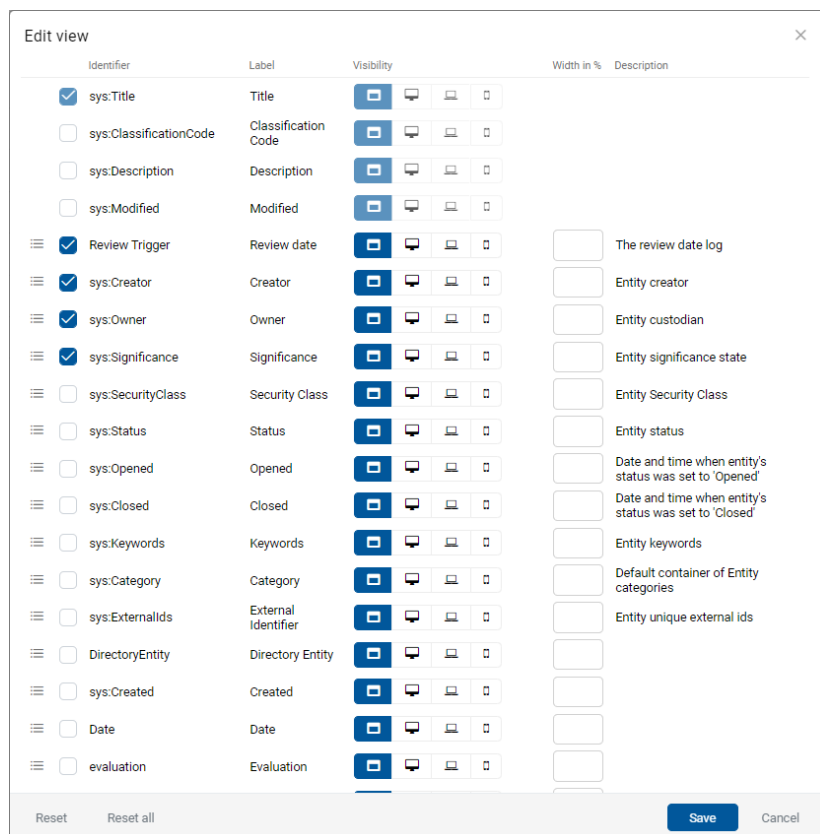 Edit view
Identifier Label Visibility Width in % Description
sys:Title Title
sys:ClassificationCode Classification
Code
sys:Description Description
sys:Modified Modified
Review Trigger Review date The review date log
sys:Creator Creator Entity creator
sys:Owner Owner Entity custodian
sys:Significance Significance Entity significance state
sys:SecurityClass Security Class Entity Security Class
sys:Status Status Entity status
sys:Opened Opened Date and time when entity's
status was set to 'Opened'
sys:Closed Closed Date and time when entity's
status was set to 'Closed'
sys:Keywords Keywords Entity keywords
sys:Category Category Default container of Entity
categories
sys:ExternalIds External
Identifier Entity unique external ids
DirectoryEntity Directory Entity
sys:Created Created
Date Date
evaluation Evaluation
Reset Reset all Save Cancel